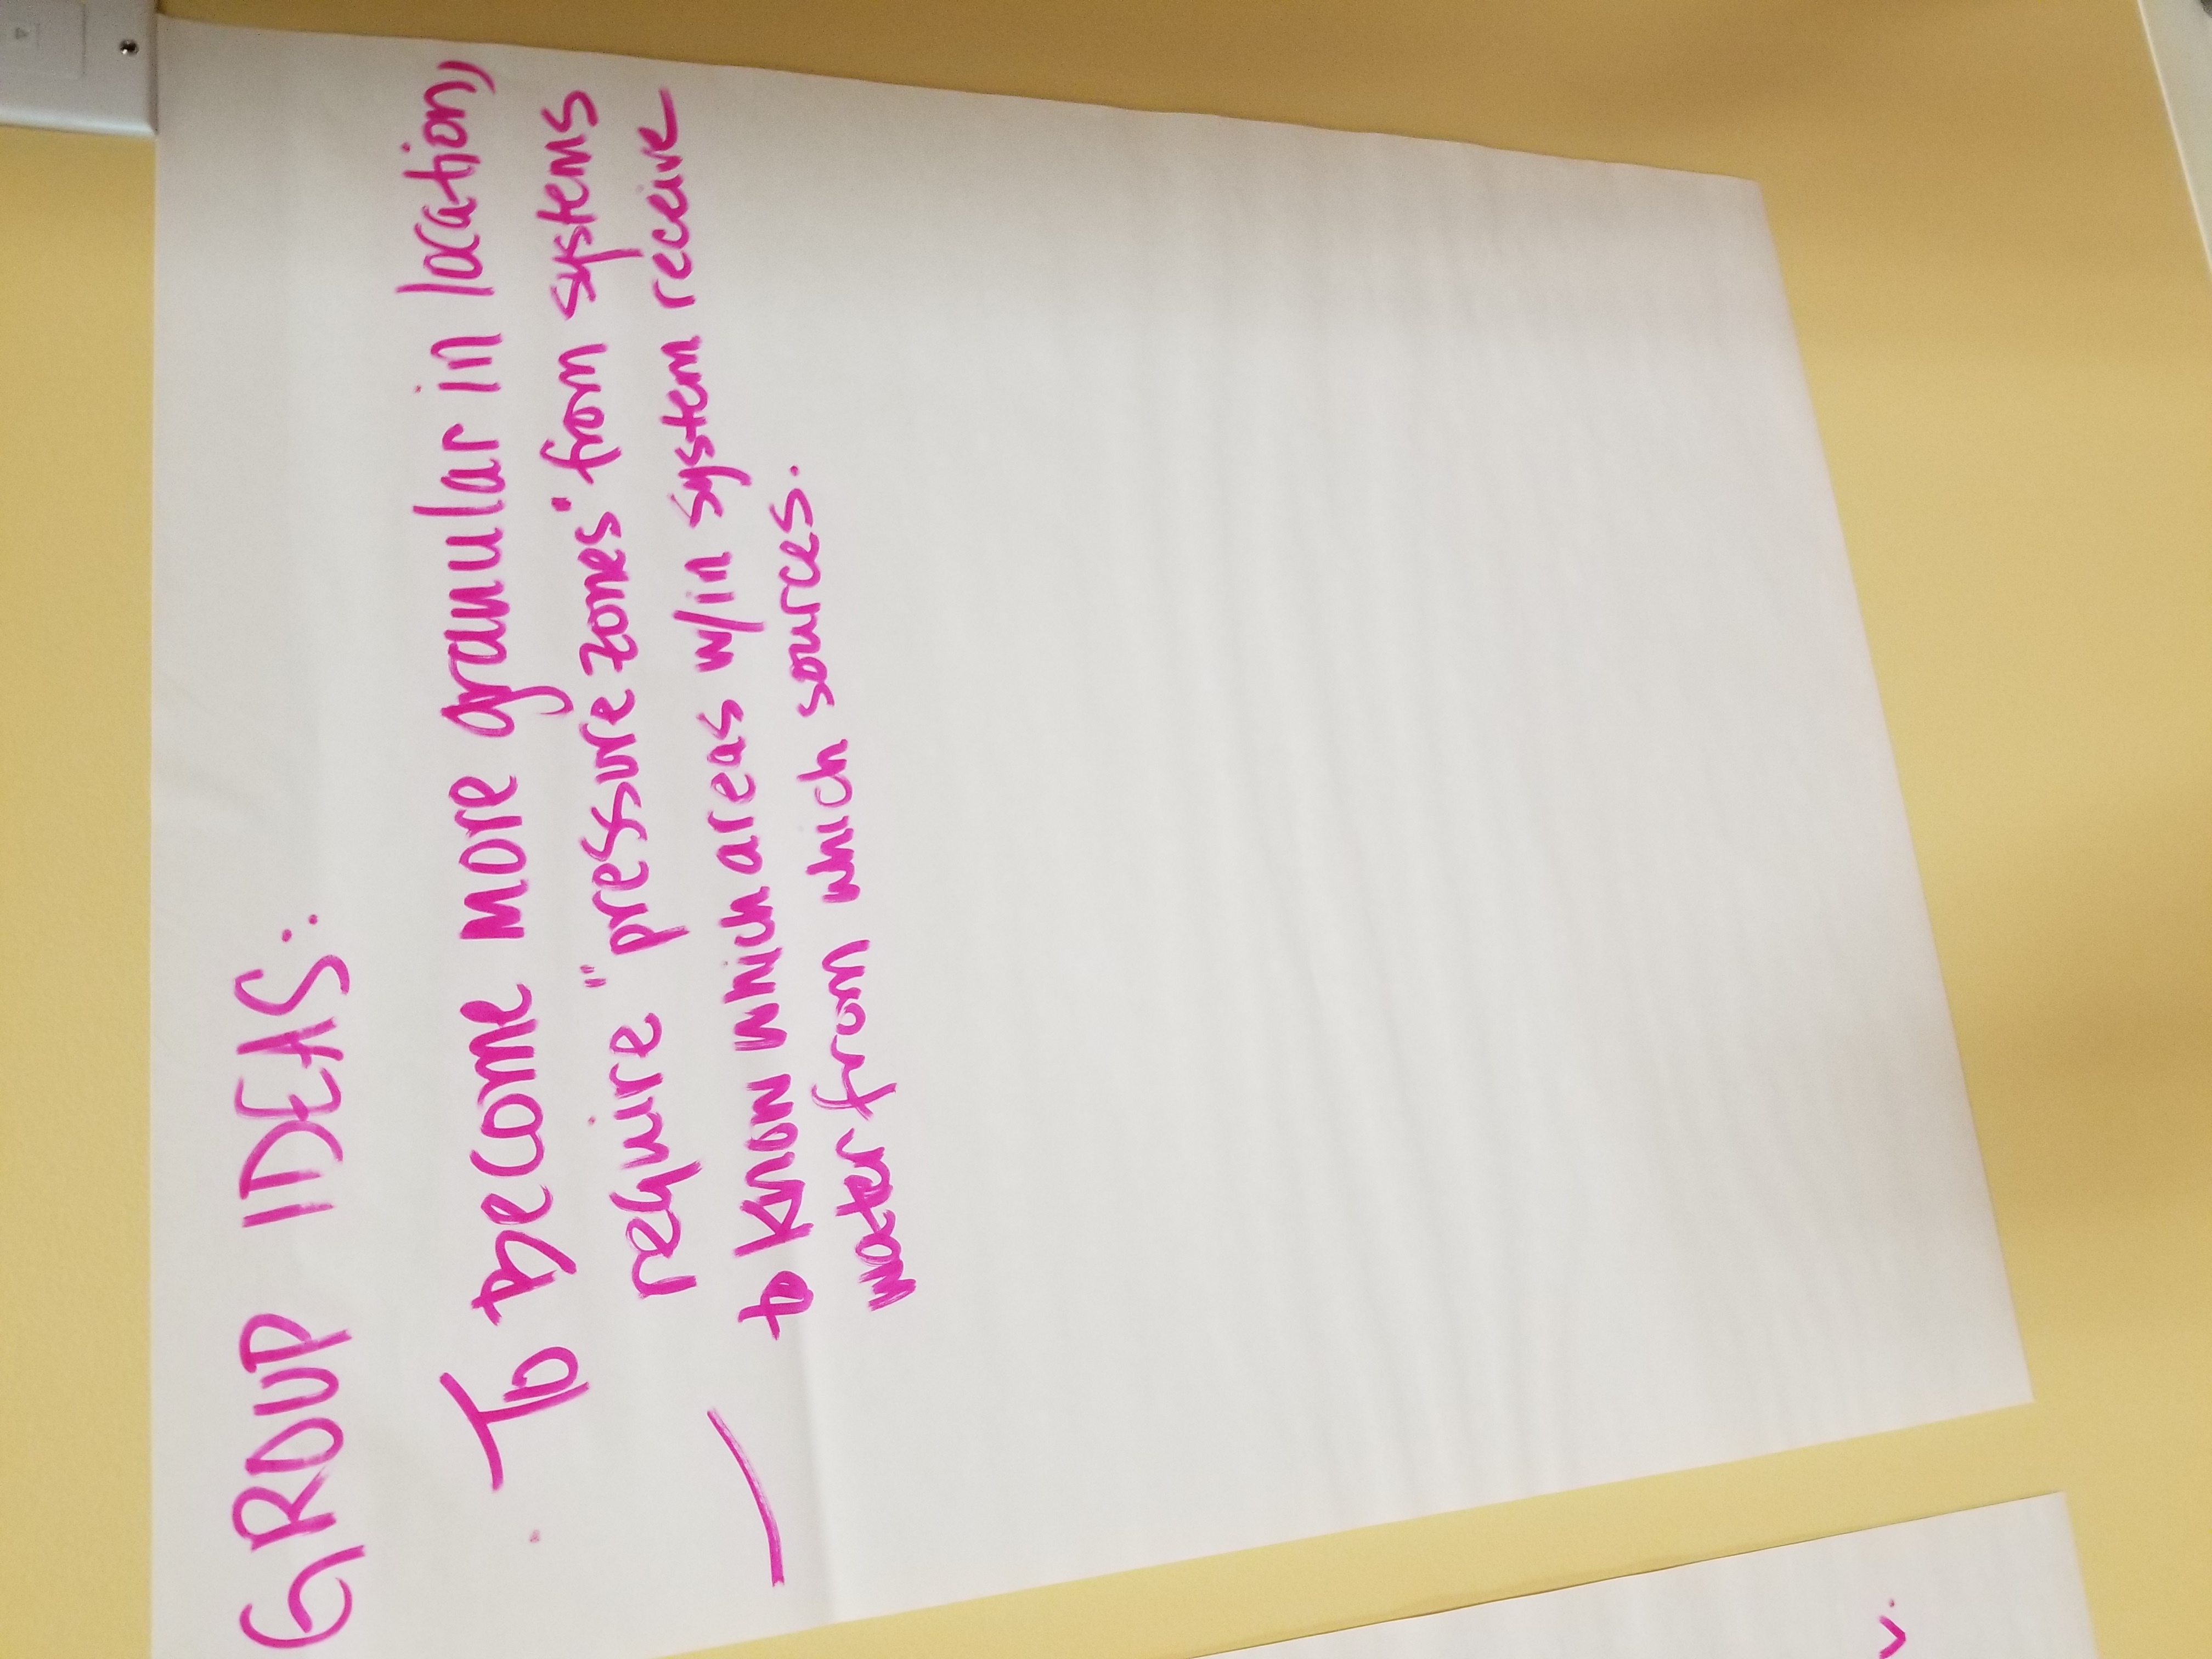 GROUP IDEAS:
· To Become more granular in location,
require "pressure zones" from systems
to know which areas w/in system receive
water from which sources.
v.